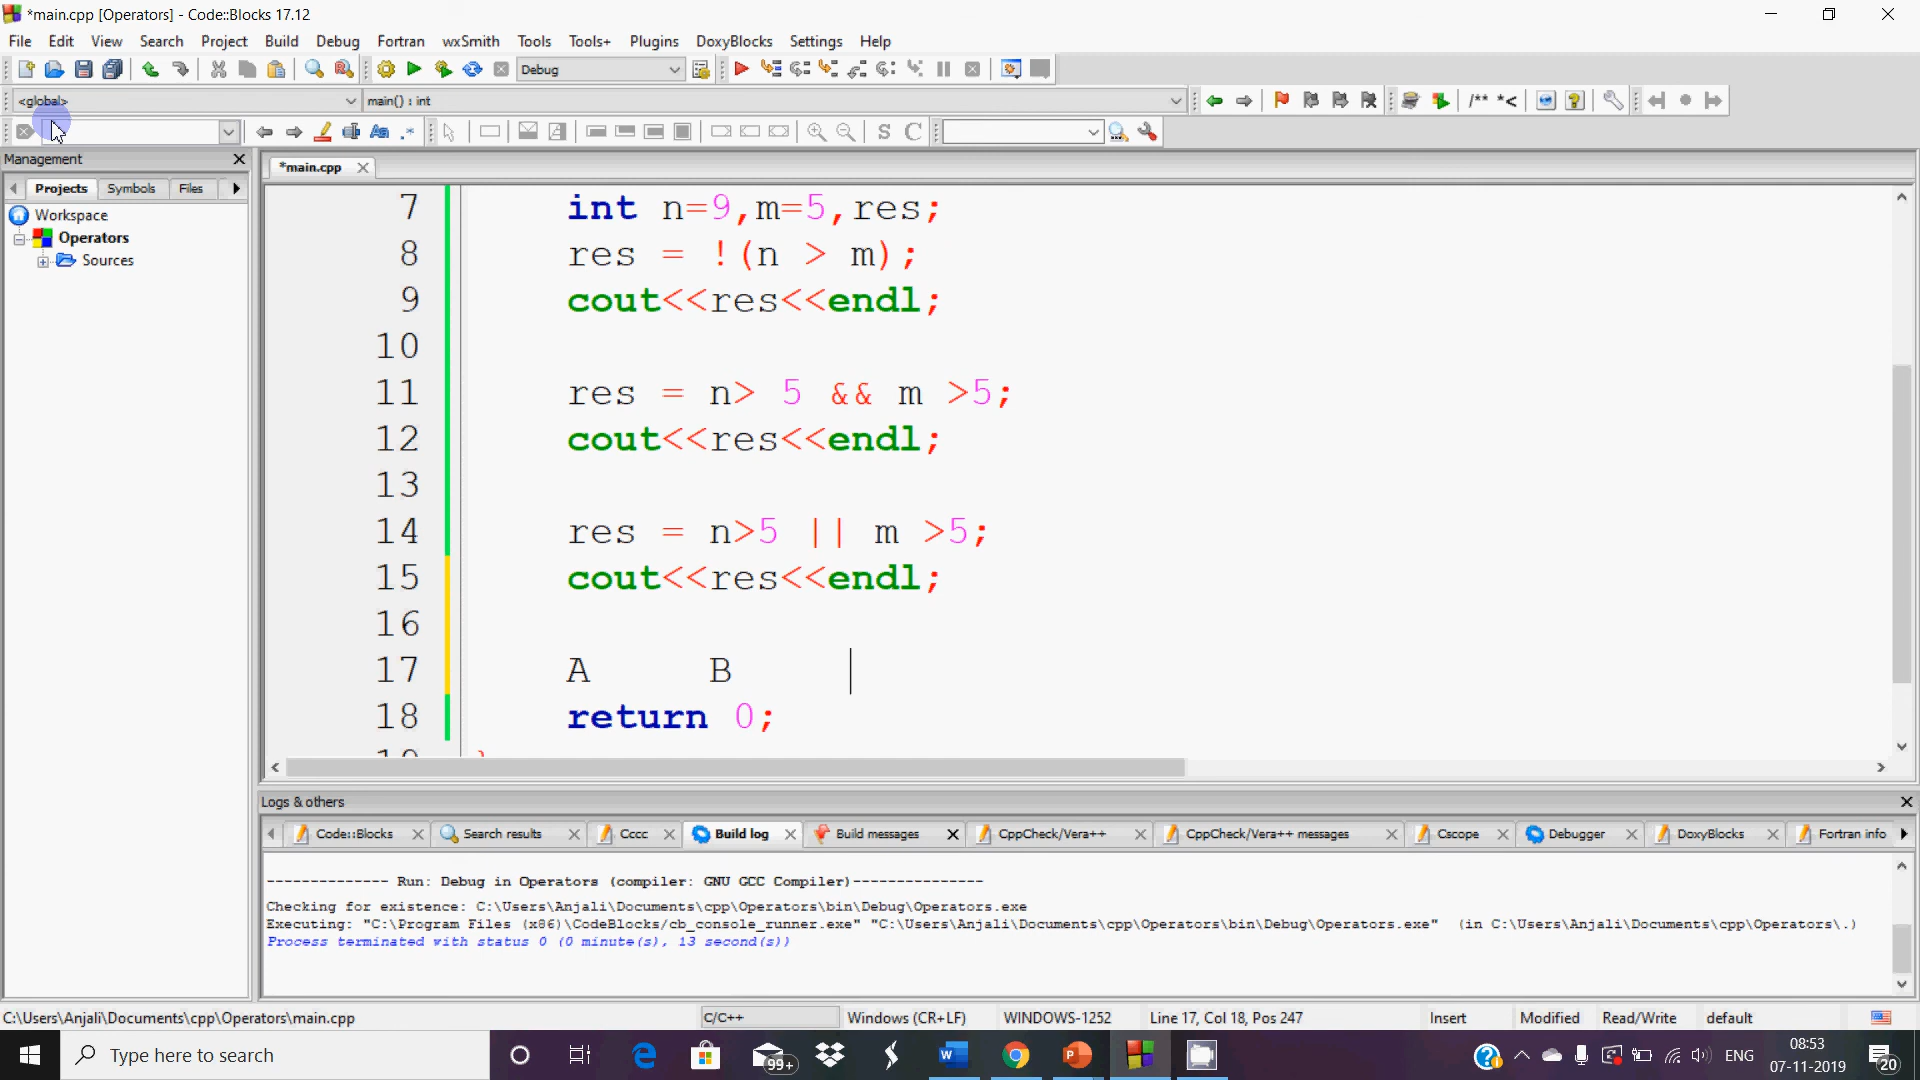 *main.cpp [Operators] - Code::Blocks 17.12
File Edit View Search Project Build Debug Fortran wxSmith Tools Tools+ Plugins DoxyBlocks Settings Help
Debug
<global> main() : int
/** *<
S C
Management
*main.cpp
Projects Symbols Files
Workspace
Operators
Sources
7 int n=9,m=5,res;
8 res = !(n > m);
9 cout<<res<<endl;
10
11 res = n> 5 && m >5;
12 cout<<res<<endl;
13
14 res = n>5 || m >5;
15 cout<<res<<endl;
16
17 A B
18 return 0;
Logs & others
Code::Blocks Search results Cccc Build log Build messages CppCheck/Vera++ CppCheck/Vera++ messages Cscope Debugger DoxyBlocks Fortran info
-------------- Run: Debug in Operators (compiler: GNU GCC Compiler)---------------
Checking for existence: C:\Users\Anjali\Documents\cpp\Operators\bin\Debug\Operators.exe
Executing: "C:\Program Files (x86)\CodeBlocks/cb_console_runner.exe" "C:\Users\Anjali\Documents\cpp\Operators\bin\Debug\Operators.exe" (in C:\Users\Anjali\Documents\cpp\Operators\.)
Process terminated with status 0 (0 minute(s), 13 second(s))
C:\Users\Anjali\Documents\cpp\Operators\main.cpp C/C++ Windows (CR+LF) WINDOWS-1252 Line 17, Col 18, Pos 247 Insert Modified Read/Write default
Type here to search
99+
ENG
08:53
07-11-2019
20